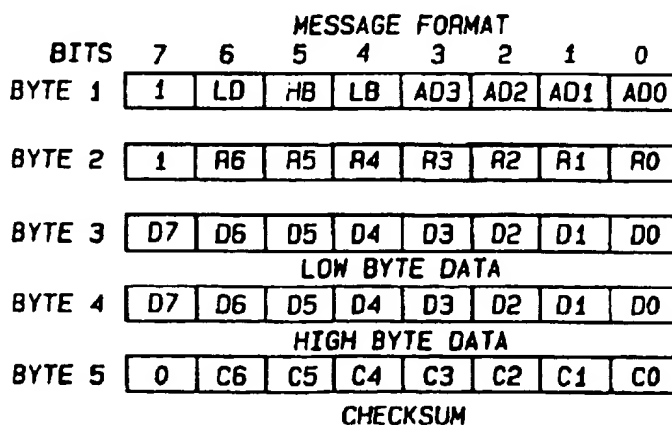 MESSAGE FORMAT
BITS 7 6 5 4 3 2 1 0
BYTE 1 1 LD HB LB AD3 AD2 AD1 AD0
BYTE 2 1 R6 R5 R4 R3 R2 R1 R0
BYTE 3 D7 D6 D5 D4 D3 D2 D1 D0
LOW BYTE DATA
BYTE 4 D7 D6 D5 D4 D3 D2 D1 D0
HIGH BYTE DATA
BYTE 5 0 C6 C5 C4 C3 C2 C1 C0
CHECKSUM